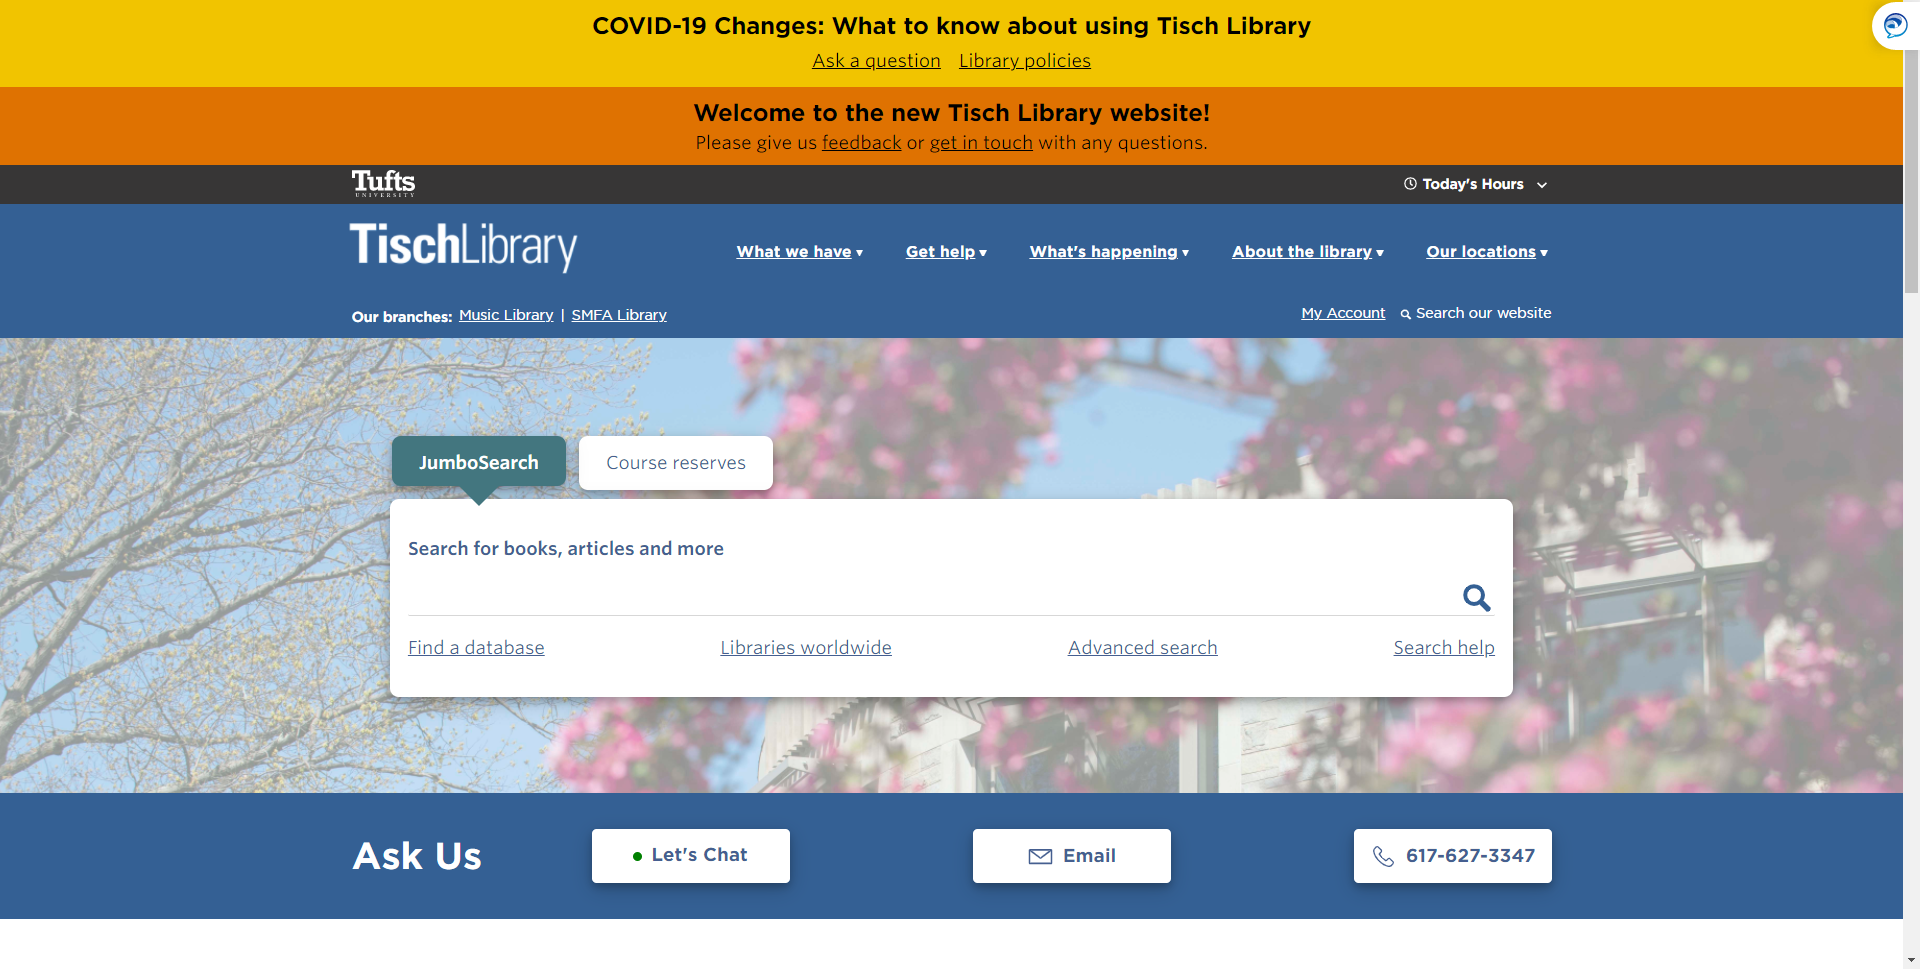 COVID-19 Changes: What to know about using Tisch Library
Ask a question Library policies
Welcome to the new Tisch Library website!
Please give us feedback or get in touch with any questions.
Tufts
UNIVERSITY
Today's Hours
TischLibrary
What we have
Get help
What's happening
About the library
Our locations
Our branches: Music Library | SMFA Library
My Account
Search our website
JumboSearch
Course reserves
Search for books, articles and more
Find a database
Libraries worldwide
Advanced search
Search help
Ask Us
Let's Chat
Email
617-627-3347